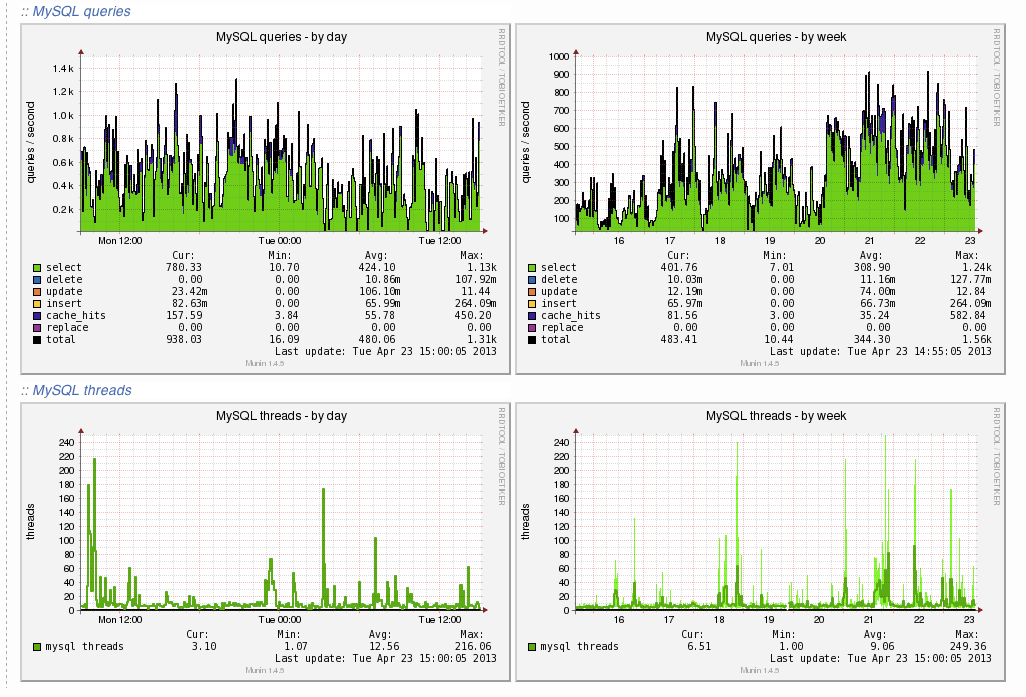 :: MySQL queries
MySQL queries - by day
RRDTOOL / TOBI OETIKER
queries / second
1.4 k
1.2 k
1.0 k
0.8 k
0.6 k
0.4 k
0.2 k
Mon 12:00 Tue 00:00 Tue 12:00
Cur: Min: Avg: Max:
select 780.33 10.70 424.10 1.13k
delete 0.00 0.00 10.86m 107.92m
update 23.42m 0.00 106.10m 11.44
insert 82.63m 0.00 65.99m 264.09m
cache_hits 157.59 3.84 55.78 450.20
replace 0.00 0.00 0.00 0.00
total 938.03 16.09 480.06 1.31k
Last update: Tue Apr 23 15:00:05 2013
Munin 1.4.5
MySQL queries - by week
RRDTOOL / TOBI OETIKER
queries / second
1000
900
800
700
600
500
400
300
200
100
16 17 18 19 20 21 22 23
Cur: Min: Avg: Max:
select 401.76 7.01 308.90 1.24k
delete 10.03m 0.00 11.16m 127.77m
update 12.19m 0.00 74.00m 12.84
insert 65.97m 0.00 66.73m 264.09m
cache_hits 81.56 3.00 35.24 582.84
replace 0.00 0.00 0.00 0.00
total 483.41 10.44 344.30 1.56k
Last update: Tue Apr 23 14:55:05 2013
Munin 1.4.5
:: MySQL threads
MySQL threads - by day
RRDTOOL / TOBI OETIKER
threads
240
220
200
180
160
140
120
100
80
60
40
20
0
Mon 12:00 Tue 00:00 Tue 12:00
Cur: Min: Avg: Max:
mysql threads 3.10 1.07 12.56 216.06
Last update: Tue Apr 23 15:00:05 2013
Munin 1.4.5
MySQL threads - by week
RRDTOOL / TOBI OETIKER
threads
240
220
200
180
160
140
120
100
80
60
40
20
0
16 17 18 19 20 21 22 23
Cur: Min: Avg: Max:
mysql threads 6.51 1.00 9.06 249.36
Last update: Tue Apr 23 15:00:05 2013
Munin 1.4.5